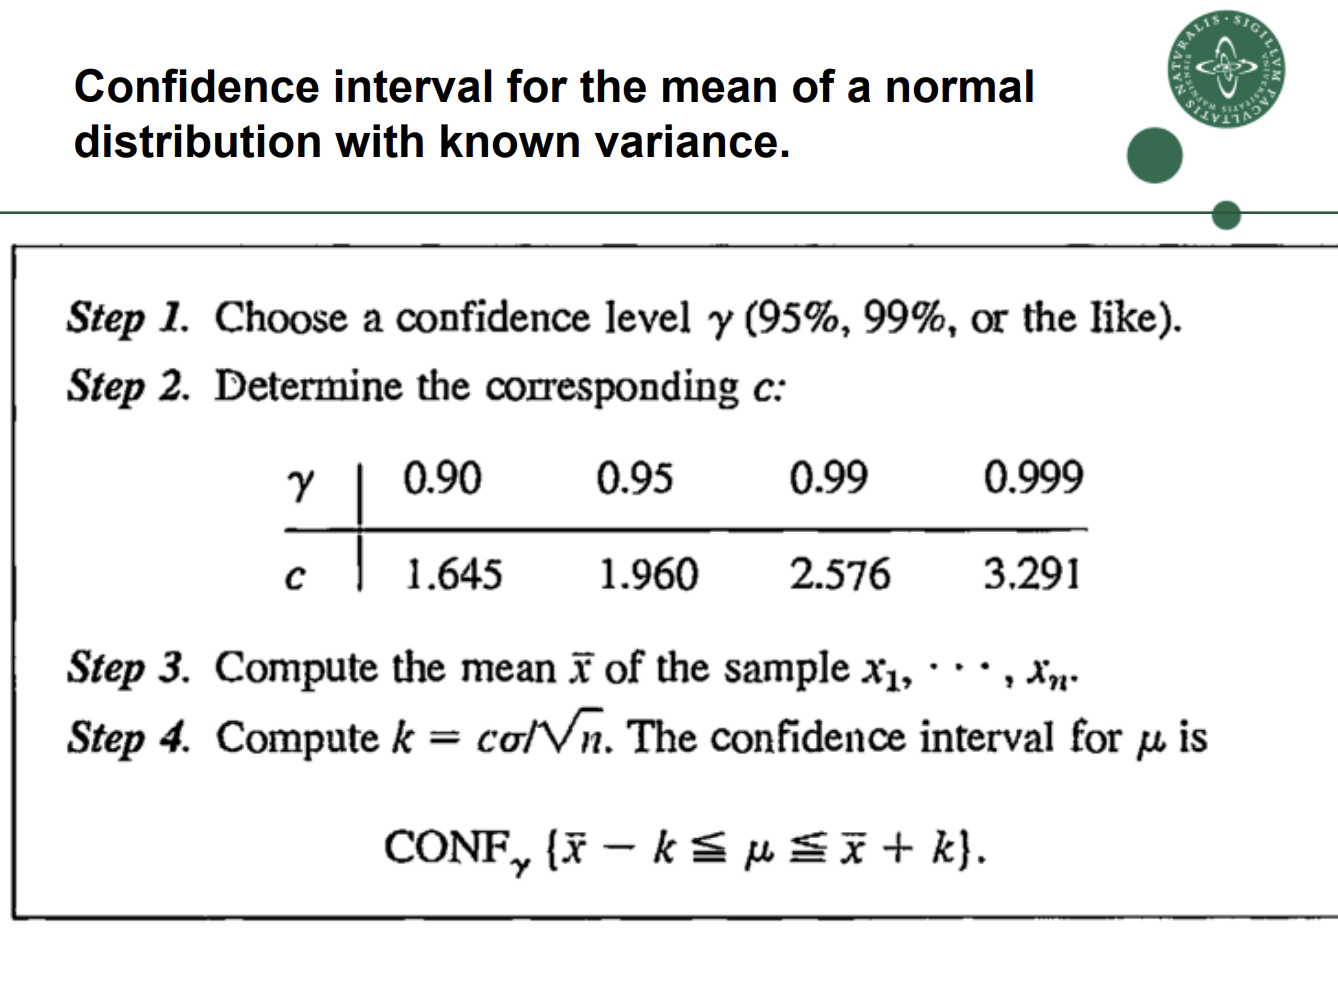 Confidence interval for the mean of a normal
distribution with known variance.
Step 1. Choose a confidence level γ (95%, 99%, or the like).
Step 2. Determine the corresponding c:
γ 0.90 0.95 0.99 0.999
c 1.645 1.960 2.576 3.291
Step 3. Compute the mean x̄ of the sample x₁, · · · , xₙ.
Step 4. Compute k = cσ/√n. The confidence interval for μ is
CONFᵧ {x̄ − k ≦ μ ≦ x̄ + k}.